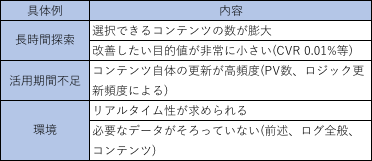 具体例 内容
長時間探索
選択できるコンテンツの数が膨大
改善したい目的値が非常に小さい(CVR 0.01%等)
活用期間不足
コンテンツ自体の更新が高頻度(PV数、ロジック更
新頻度による)
環境
リアルタイム性が求められる
必要なデータがそろっていない(前述、ログ全般、
コンテンツ)